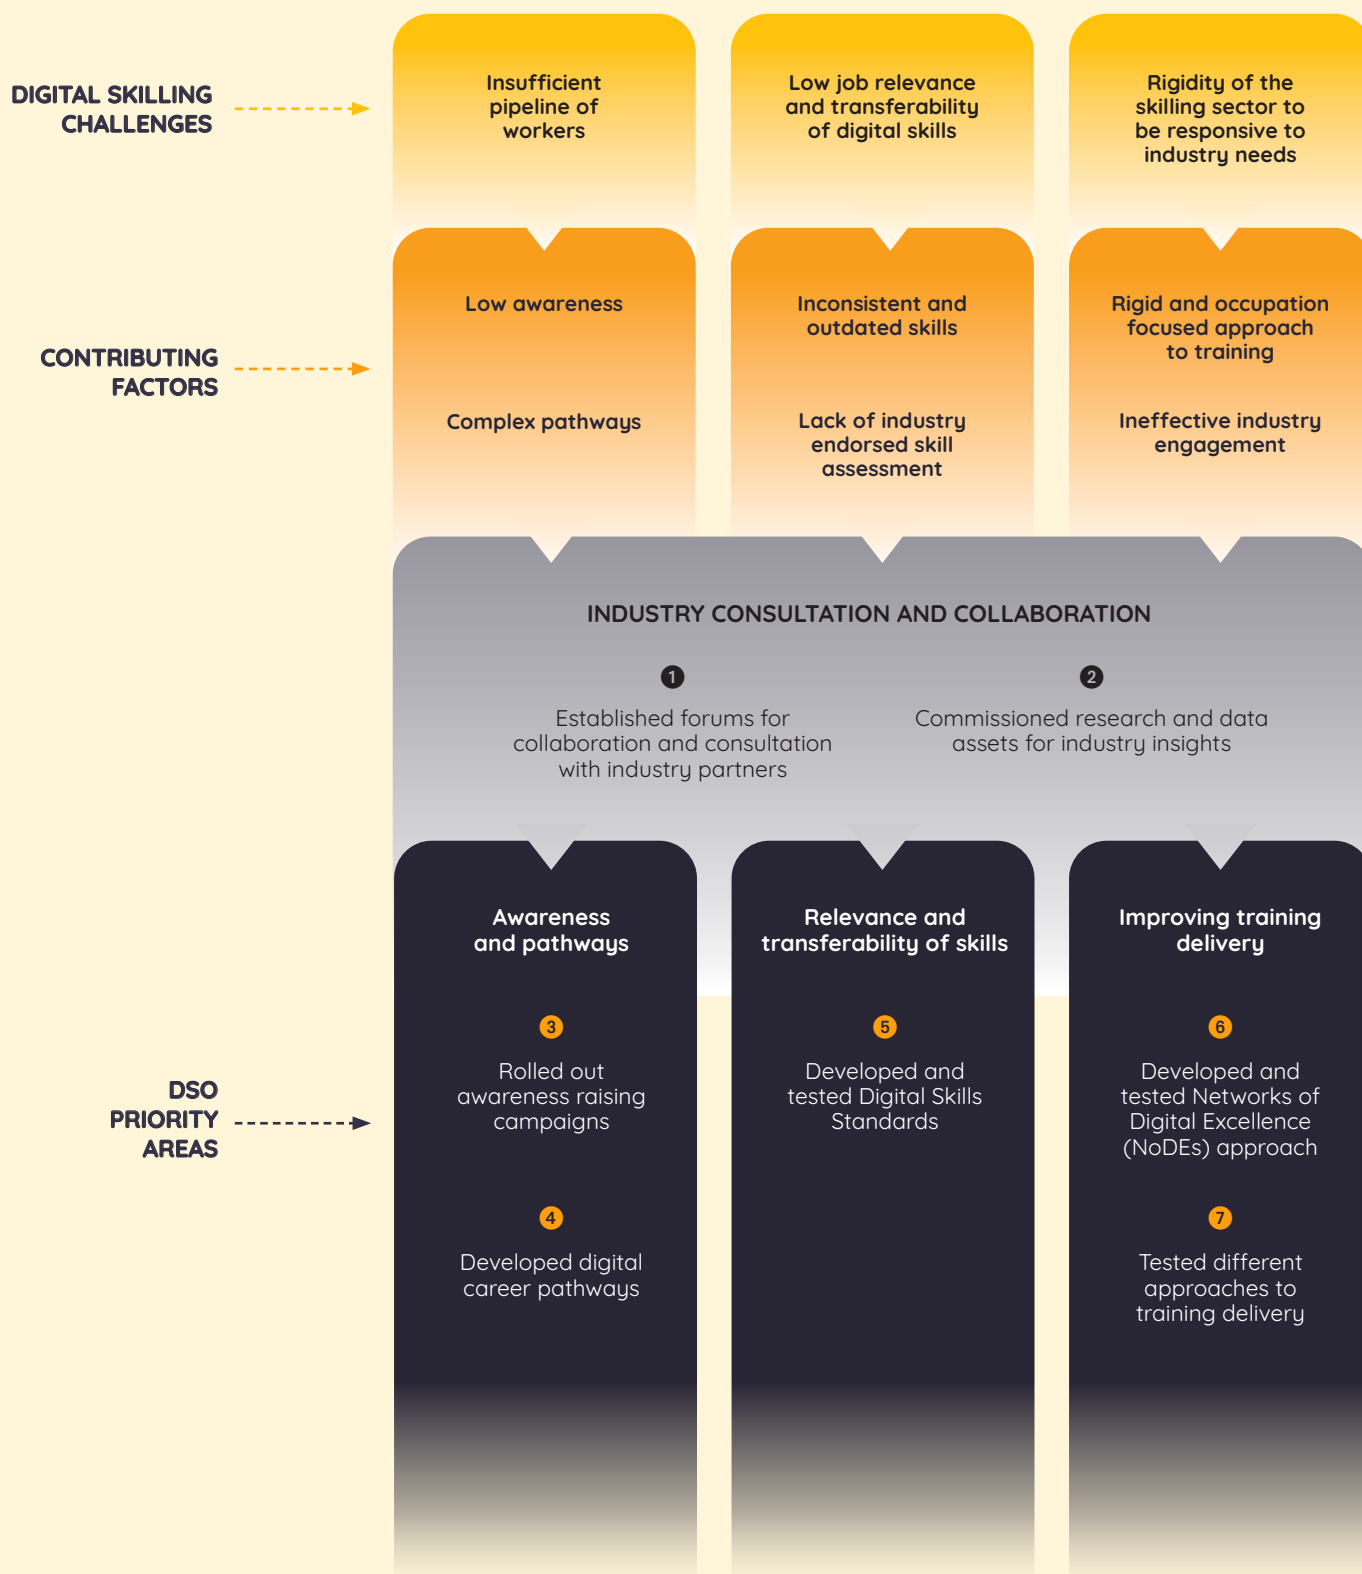 DIGITAL SKILLING
CHALLENGES
Insufficient
pipeline of
workers
Low job relevance
and transferability
of digital skills
Rigidity of the
skilling sector to
be responsive to
industry needs
CONTRIBUTING
FACTORS
Low awareness
Complex pathways
Inconsistent and
outdated skills
Lack of industry
endorsed skill
assessment
Rigid and occupation
focused approach
to training
Ineffective industry
engagement
INDUSTRY CONSULTATION AND COLLABORATION
1
Established forums for
collaboration and consultation
with industry partners
2
Commissioned research and data
assets for industry insights
DSO
PRIORITY
AREAS
Awareness
and pathways
3
Rolled out
awareness raising
campaigns
4
Developed digital
career pathways
Relevance and
transferability of skills
5
Developed and
tested Digital Skills
Standards
Improving training
delivery
6
Developed and
tested Networks of
Digital Excellence
(NoDEs) approach
7
Tested different
approaches to
training delivery